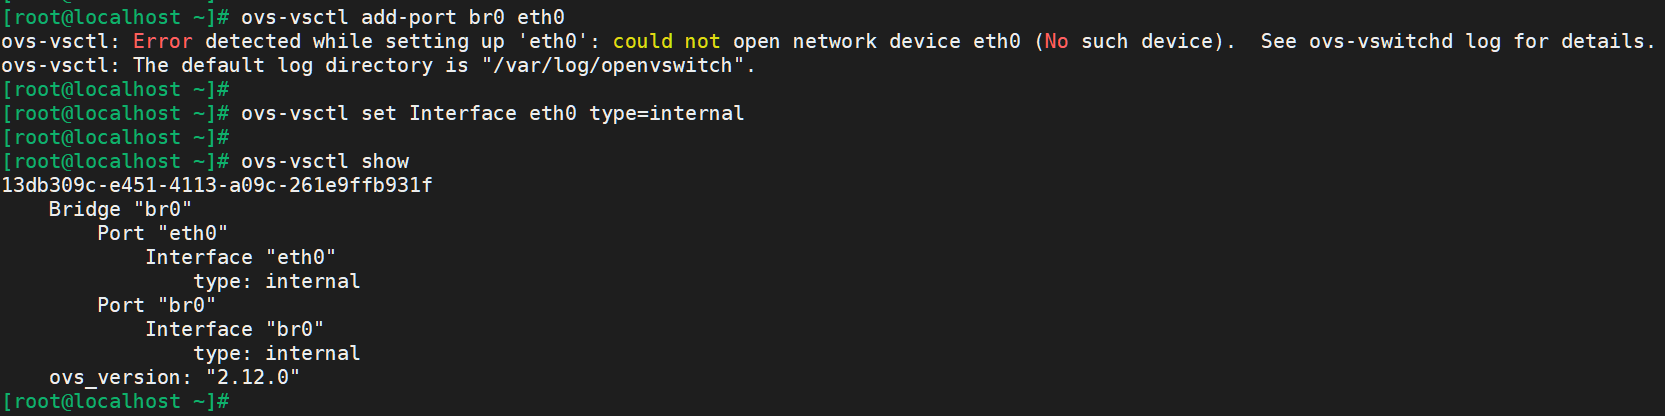 [root@localhost ~]# ovs-vsctl add-port br0 eth0
ovs-vsctl: Error detected while setting up 'eth0': could not open network device eth0 (No such device).  See ovs-vswitchd log for details.
ovs-vsctl: The default log directory is "/var/log/openvswitch".
[root@localhost ~]#
[root@localhost ~]# ovs-vsctl set Interface eth0 type=internal
[root@localhost ~]#
[root@localhost ~]# ovs-vsctl show
13db309c-e451-4113-a09c-261e9ffb931f
    Bridge "br0"
        Port "eth0"
            Interface "eth0"
                type: internal
        Port "br0"
            Interface "br0"
                type: internal
    ovs_version: "2.12.0"
[root@localhost ~]#